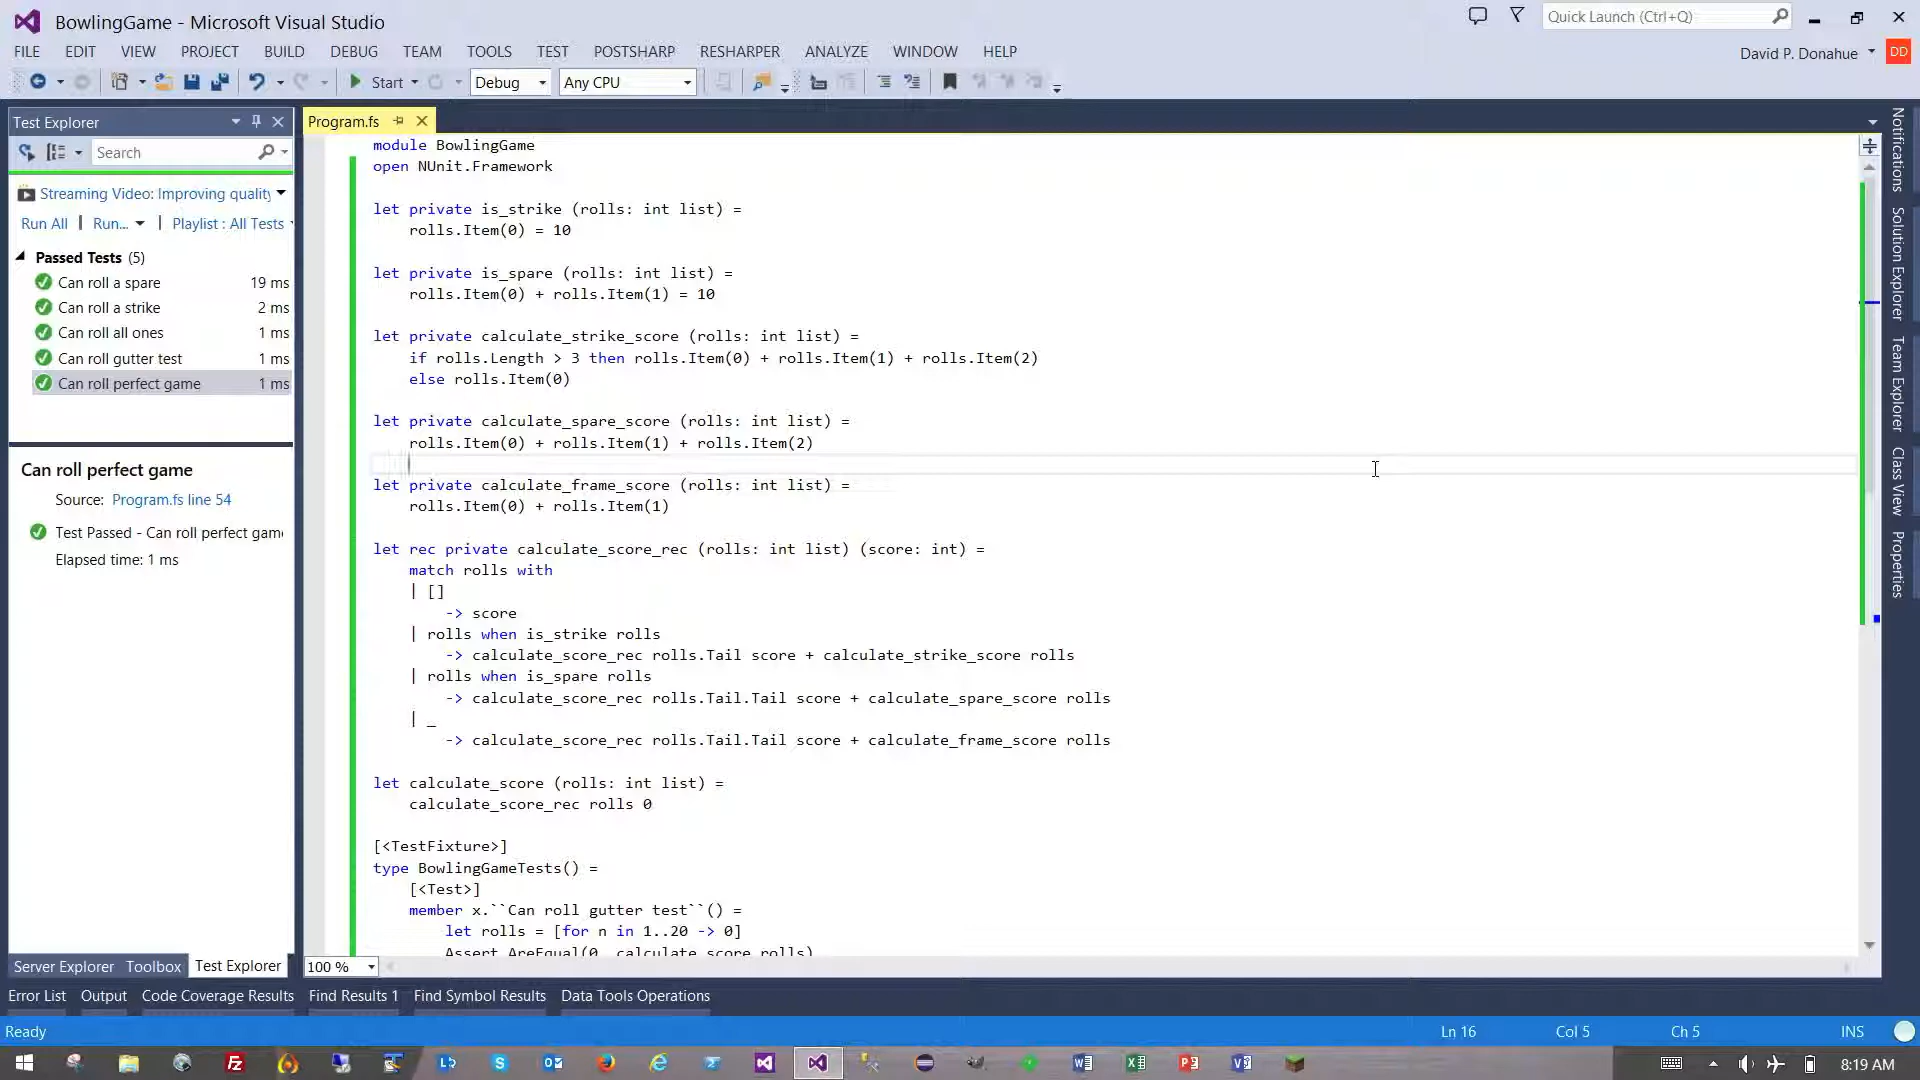 BowlingGame - Microsoft Visual Studio
Quick Launch (Ctrl+Q)
FILE EDIT VIEW PROJECT BUILD DEBUG TEAM TOOLS TEST POSTSHARP RESHARPER ANALYZE WINDOW HELP
David P. Donahue DD
Start Debug Any CPU
Test Explorer
Search
Streaming Video: Improving quality
Run All | Run... | Playlist : All Tests
Passed Tests (5)
Can roll a spare 19 ms
Can roll a strike 2 ms
Can roll all ones 1 ms
Can roll gutter test 1 ms
Can roll perfect game 1 ms
Can roll perfect game
Source: Program.fs line 54
Test Passed - Can roll perfect game
Elapsed time: 1 ms
Server Explorer Toolbox Test Explorer
Program.fs
module BowlingGame
open NUnit.Framework
let private is_strike (rolls: int list) =
rolls.Item(0) = 10
let private is_spare (rolls: int list) =
rolls.Item(0) + rolls.Item(1) = 10
let private calculate_strike_score (rolls: int list) =
if rolls.Length > 3 then rolls.Item(0) + rolls.Item(1) + rolls.Item(2)
else rolls.Item(0)
let private calculate_spare_score (rolls: int list) =
rolls.Item(0) + rolls.Item(1) + rolls.Item(2)
let private calculate_frame_score (rolls: int list) =
rolls.Item(0) + rolls.Item(1)
let rec private calculate_score_rec (rolls: int list) (score: int) =
match rolls with
| []
-> score
| rolls when is_strike rolls
-> calculate_score_rec rolls.Tail score + calculate_strike_score rolls
| rolls when is_spare rolls
-> calculate_score_rec rolls.Tail.Tail score + calculate_spare_score rolls
| _
-> calculate_score_rec rolls.Tail.Tail score + calculate_frame_score rolls
let calculate_score (rolls: int list) =
calculate_score_rec rolls 0
[<TestFixture>]
type BowlingGameTests() =
[<Test>]
member x.``Can roll gutter test``() =
let rolls = [for n in 1..20 -> 0]
Assert.AreEqual(0, calculate_score rolls)
100 %
Notifications
Solution Explorer
Team Explorer
Class View
Properties
Error List Output Code Coverage Results Find Results 1 Find Symbol Results Data Tools Operations
Ready Ln 16 Col 5 Ch 5 INS
8:19 AM